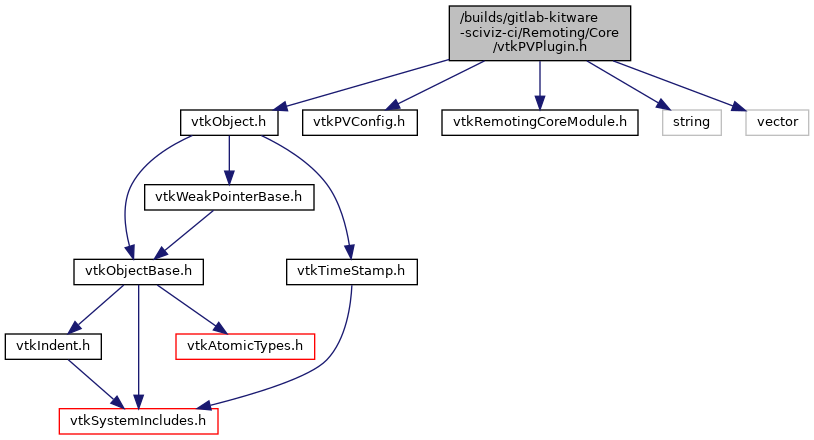 /builds/gitlab-kitware
-sciviz-ci/Remoting/Core
/vtkPVPlugin.h
vtkObject.h
vtkPVConfig.h
vtkRemotingCoreModule.h
string
vector
vtkWeakPointerBase.h
vtkObjectBase.h
vtkTimeStamp.h
vtkIndent.h
vtkAtomicTypes.h
vtkSystemIncludes.h